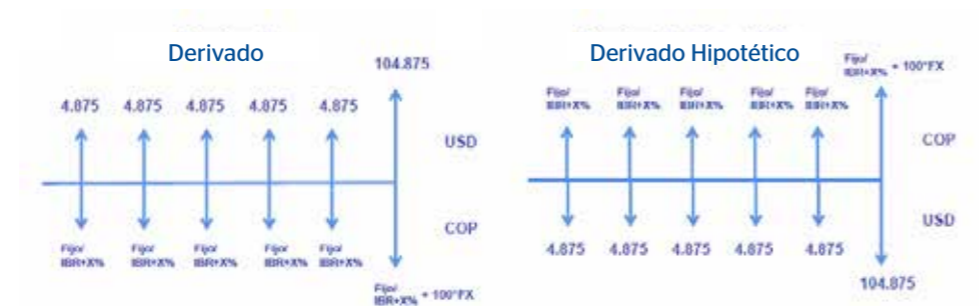 Derivado
104.875
4.875 4.875 4.875 4.875 4.875
USD
COP
Fijo/ Fijo/ Fijo/ Fijo/ Fijo/
IBR+X% IBR+X% IBR+X% IBR+X% IBR+X%
Fijo/
IBR+X% + 100*FX
Derivado Hipotético
Fijo/
IBR+X% + 100*FX
Fijo/ Fijo/ Fijo/ Fijo/ Fijo/
IBR+X% IBR+X% IBR+X% IBR+X% IBR+X%
COP
USD
4.875 4.875 4.875 4.875 4.875
104.875